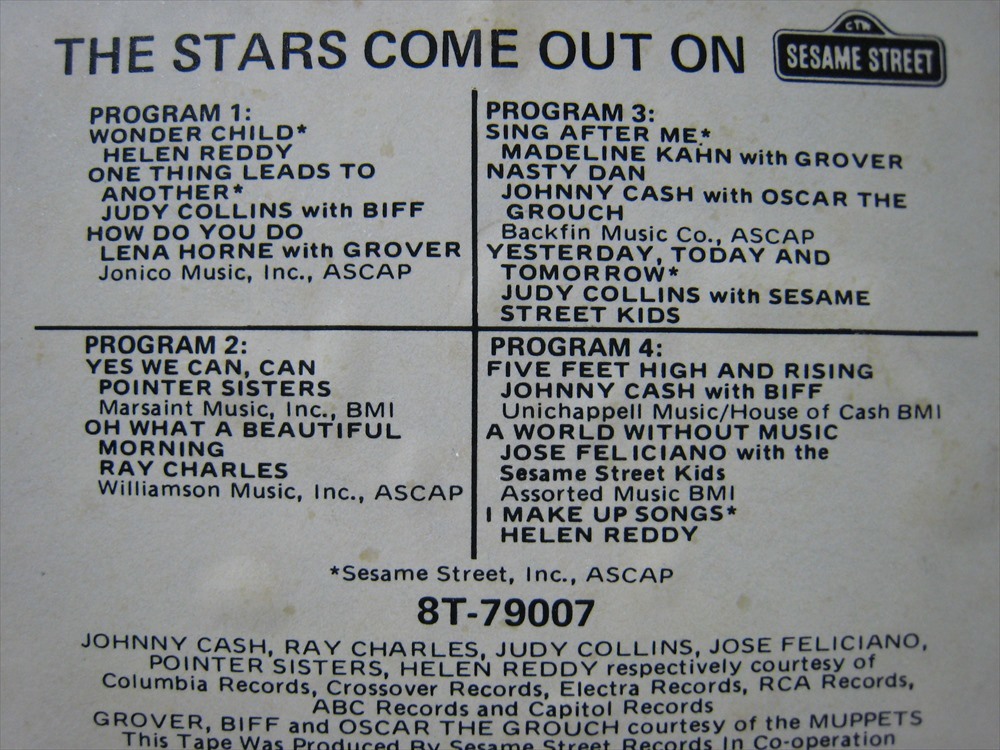 THE STARS COME OUT ON
CTW
SESAME STREET
PROGRAM 1:
WONDER CHILD*
HELEN REDDY
ONE THING LEADS TO
ANOTHER*
JUDY COLLINS with BIFF
HOW DO YOU DO
LENA HORNE with GROVER
Jonico Music, Inc., ASCAP
PROGRAM 2:
YES WE CAN, CAN
POINTER SISTERS
Marsaint Music, Inc., BMI
OH WHAT A BEAUTIFUL
MORNING
RAY CHARLES
Williamson Music, Inc., ASCAP
PROGRAM 3:
SING AFTER ME*
MADELINE KAHN with GROVER
NASTY DAN
JOHNNY CASH with OSCAR THE
GROUCH
Backfin Music Co., ASCAP
YESTERDAY, TODAY AND
TOMORROW*
JUDY COLLINS with SESAME
STREET KIDS
PROGRAM 4:
FIVE FEET HIGH AND RISING
JOHNNY CASH with BIFF
Unichappell Music/House of Cash BMI
A WORLD WITHOUT MUSIC
JOSE FELICIANO with the
Sesame Street Kids
Assorted Music BMI
I MAKE UP SONGS*
HELEN REDDY
*Sesame Street, Inc., ASCAP
8T-79007
JOHNNY CASH, RAY CHARLES, JUDY COLLINS, JOSE FELICIANO,
POINTER SISTERS, HELEN REDDY respectively courtesy of
Columbia Records, Crossover Records, Electra Records, RCA Records,
ABC Records and Capitol Records
GROVER, BIFF and OSCAR THE GROUCH courtesy of the MUPPETS
This Tape Was Produced By Sesame Street Records In Co-operation